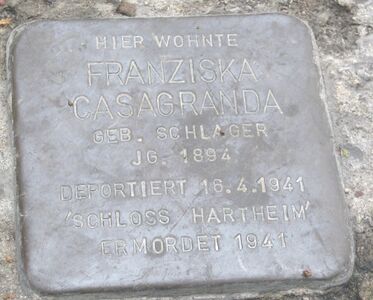 HIER WOHNTE
FRANZISKA
CASAGRANDA
GEB. SCHLAGER
JG. 1894
DEPORTIERT 16.4.1941
'SCHLOSS HARTHEIM'
ERMORDET 1941